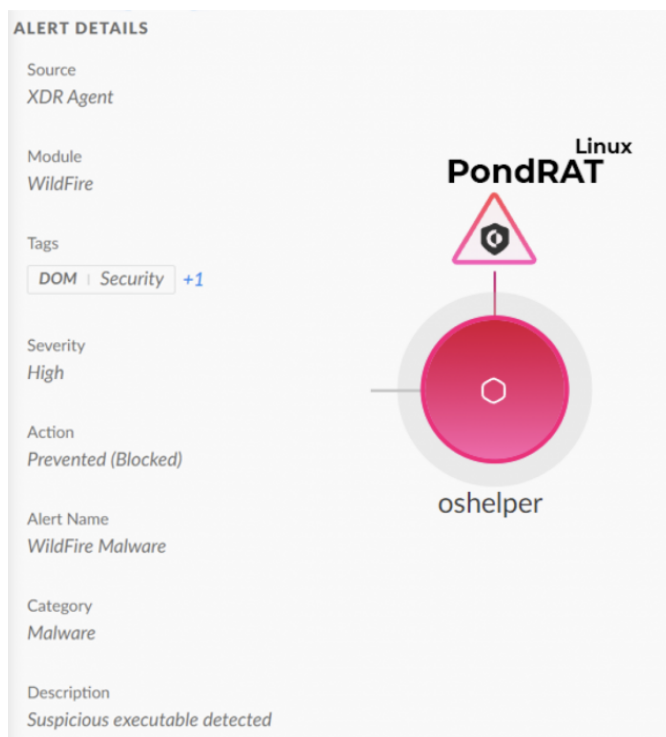 ALERT DETAILS
Source
XDR Agent
Module
WildFire
Tags
DOM | Security +1
Severity
High
Action
Prevented (Blocked)
Alert Name
WildFire Malware
Category
Malware
Description
Suspicious executable detected
Linux
PondRAT
oshelper